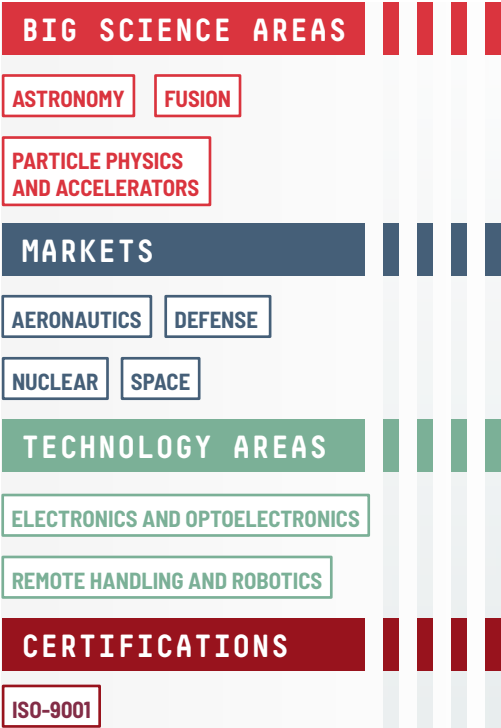 BIG SCIENCE AREAS
ASTRONOMY FUSION
PARTICLE PHYSICS
AND ACCELERATORS
MARKETS
AERONAUTICS DEFENSE
NUCLEAR SPACE
TECHNOLOGY AREAS
ELECTRONICS AND OPTOELECTRONICS
REMOTE HANDLING AND ROBOTICS
CERTIFICATIONS
ISO-9001